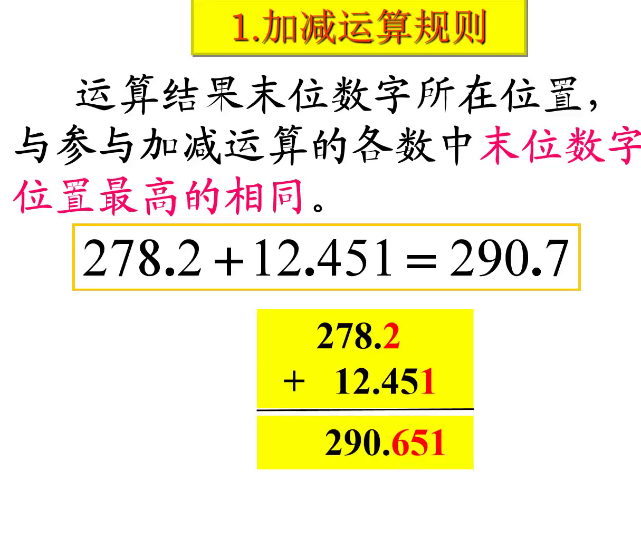 1.加减运算规则
运算结果末位数字所在位置，
与参与加减运算的各数中末位数字
位置最高的相同。
278.2+12.451=290.7
278.2
+ 12.451
290.651